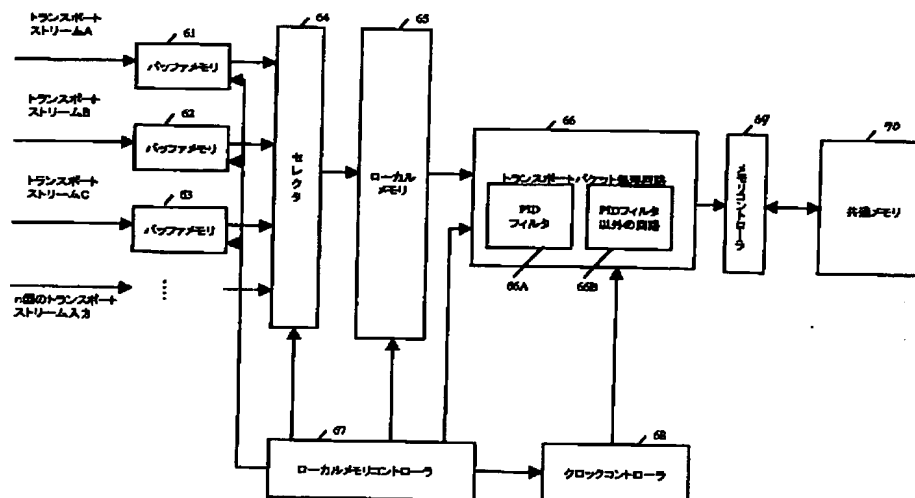 トランスポート
ストリームA
61
バッファメモリ
トランスポート
ストリームB
62
バッファメモリ
トランスポート
ストリームC
63
バッファメモリ
n個のトランスポート
ストリーム入力
64
セレクタ
65
ローカル
メモリ
66
トランスポートパケット処理回路
PID
フィルタ
PIDフィルタ
以外の回路
66A
66B
69
メモリコントローラ
70
共通メモリ
67
ローカルメモリコントローラ
68
クロックコントローラ